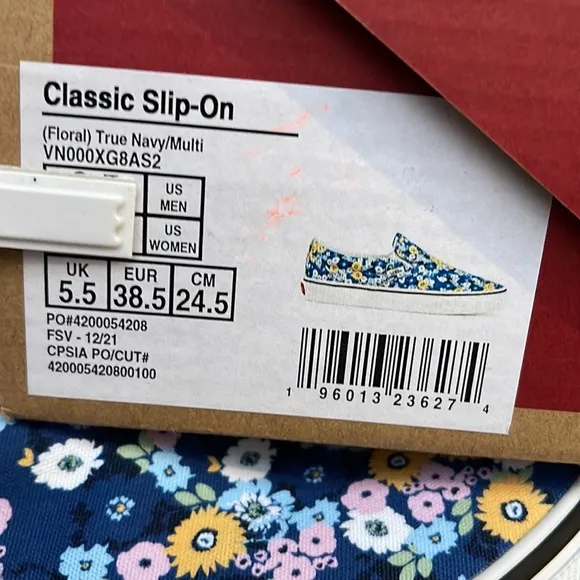 Classic Slip-On
(Floral) True Navy/Multi
VN000XG8AS2
US
MEN
US
WOMEN
UK EUR CM
5.5 38.5 24.5
PO#4200054208
FSV - 12/21
CPSIA PO/CUT#
420005420800100
1 96013 23627 4